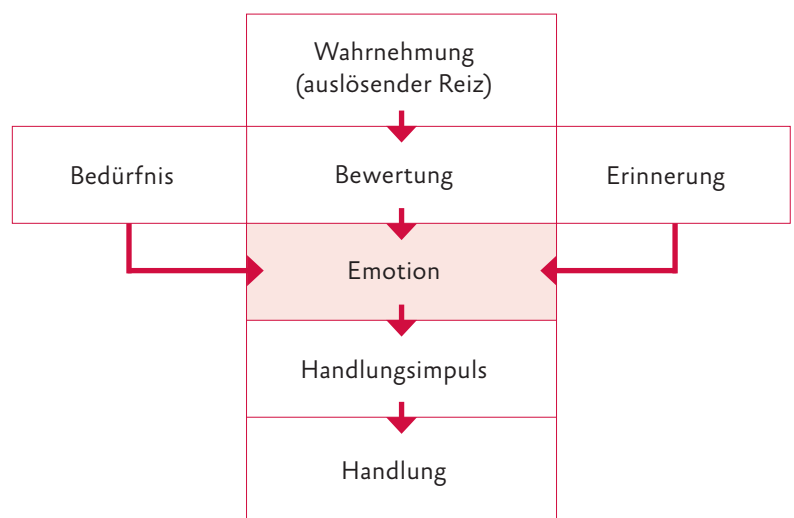 Wahrnehmung
(auslösender Reiz)
Bedürfnis
Bewertung
Erinnerung
Emotion
Handlungsimpuls
Handlung